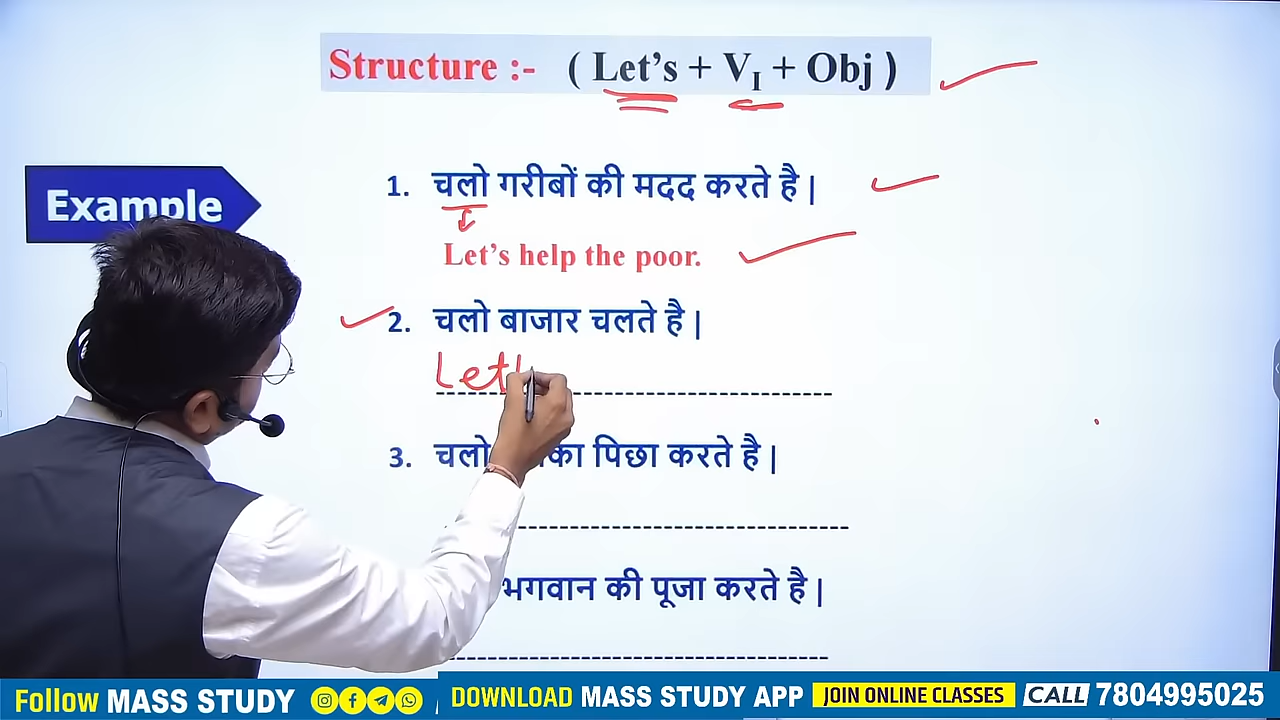 Structure :- ( Let's + V_I + Obj )
Example
1. चलो गरीबों की मदद करते है |
Let's help the poor.
2. चलो बाजार चलते है |
Let'
3. चलो पिछा करते है |
भगवान की पूजा करते है |
Follow MASS STUDY DOWNLOAD MASS STUDY APP JOIN ONLINE CLASSES CALL 7804995025